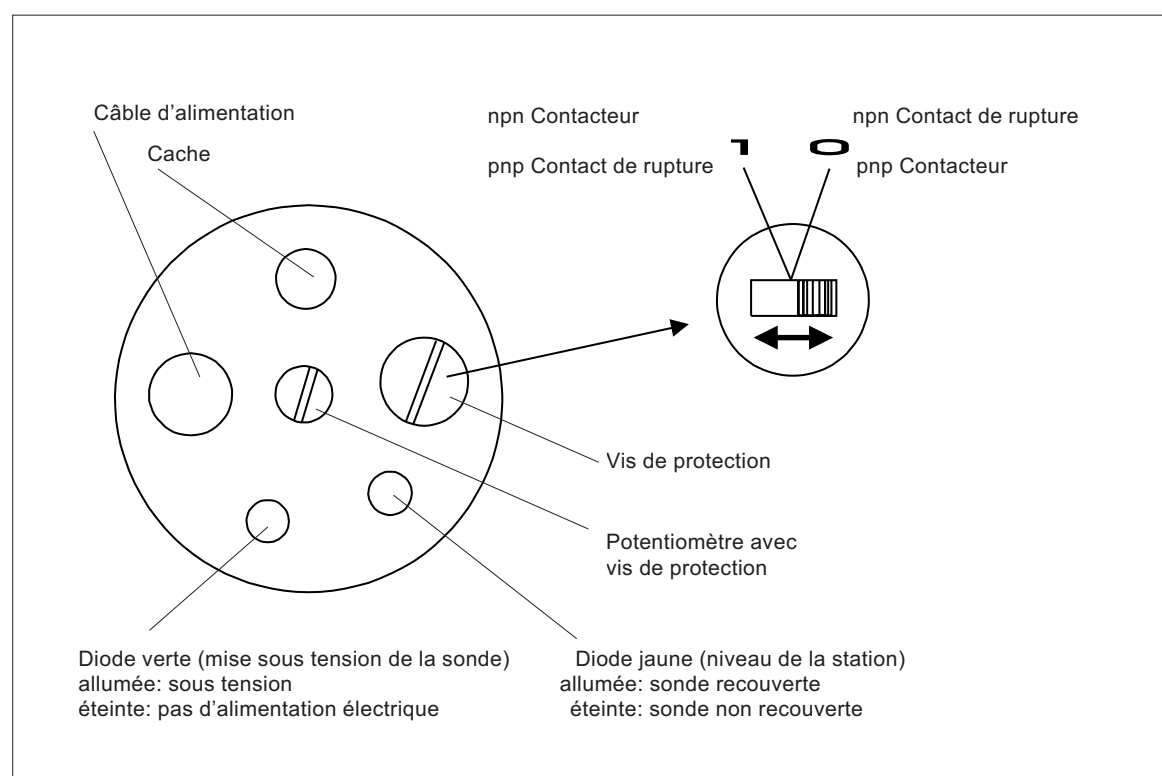 Câble d'alimentation
Cache
npn Contacteur
pnp Contact de rupture
1
0
npn Contact de rupture
pnp Contacteur
Vis de protection
Potentiomètre avec
vis de protection
Diode verte (mise sous tension de la sonde)
allumée: sous tension
éteinte: pas d'alimentation électrique
Diode jaune (niveau de la station)
allumée: sonde recouverte
éteinte: sonde non recouverte